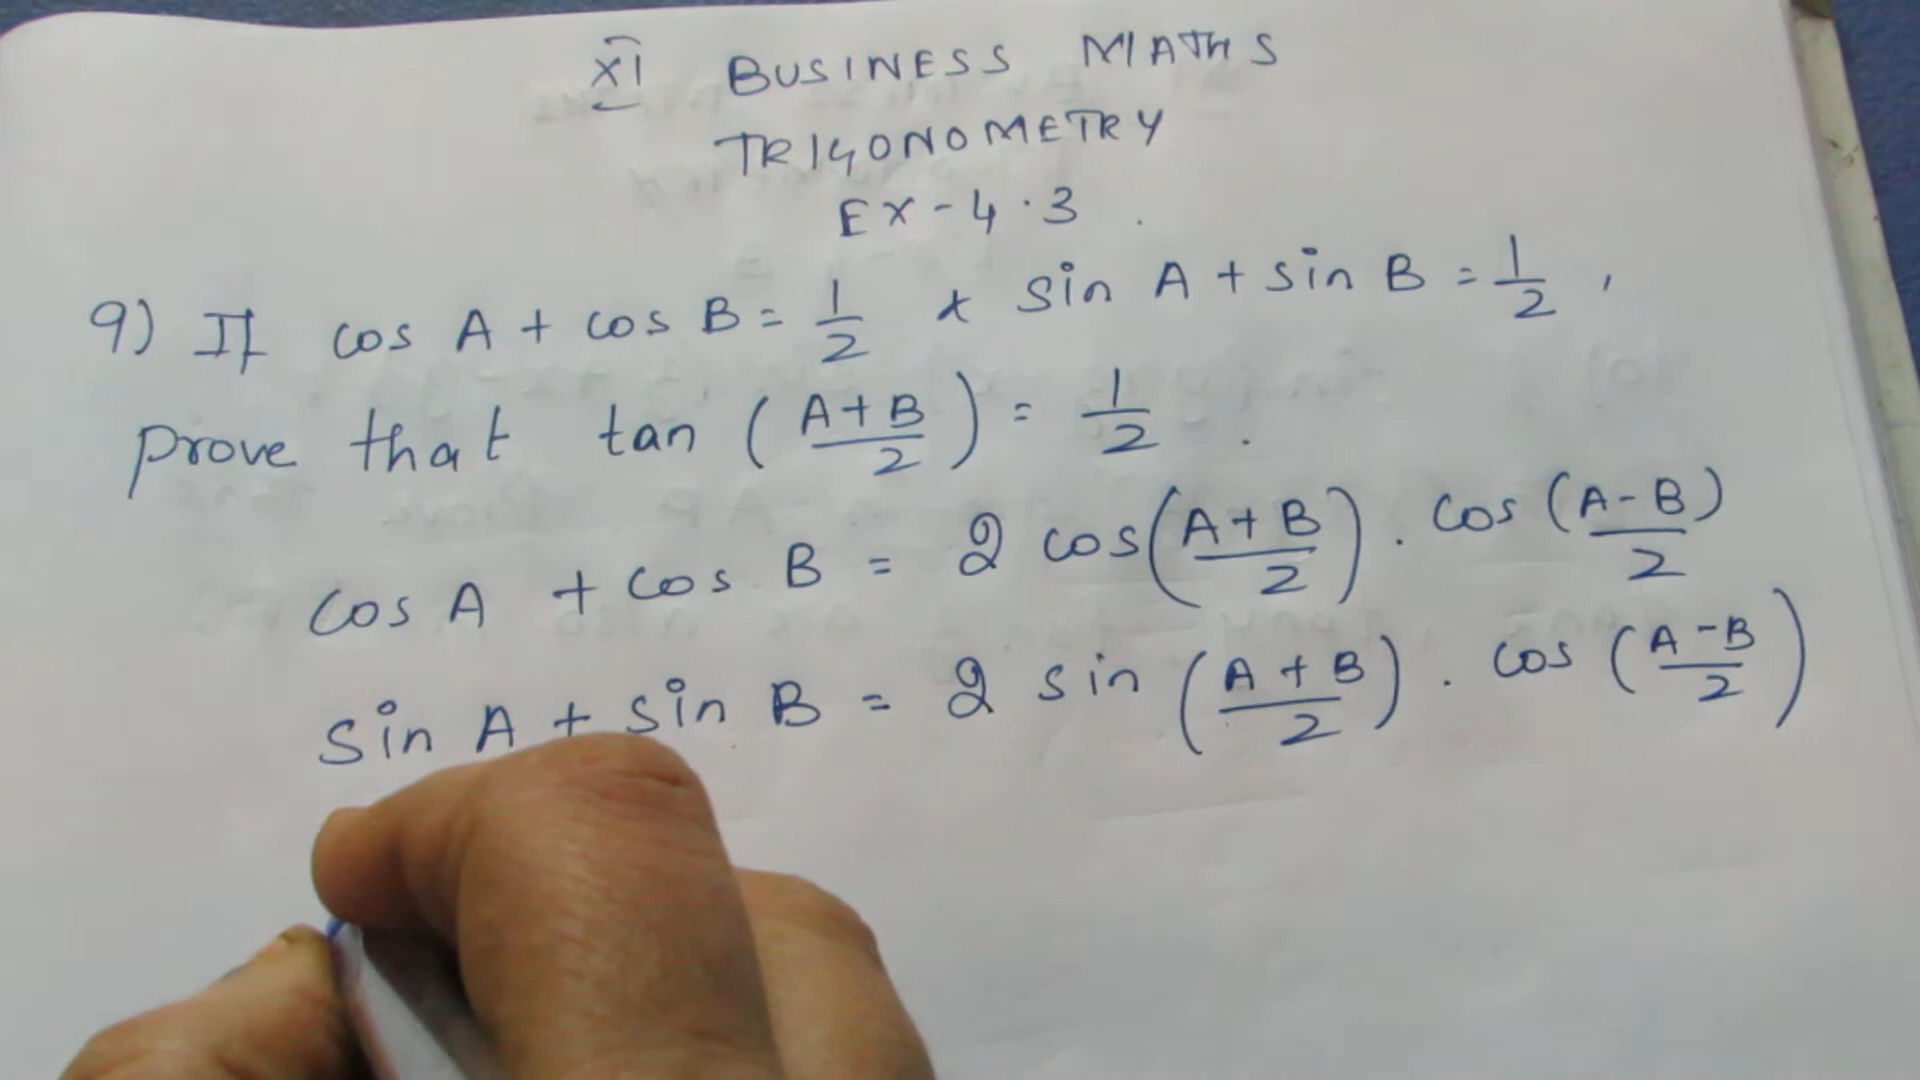 XI BUSINESS MATHS
TRIGONOMETRY
EX - 4.3
9) If cos A + cos B = 1/2 & sin A + sin B = 1/2,
prove that tan (A+B/2) = 1/2.
cos A + cos B = 2 cos(A+B/2) . cos (A-B/2)
sin A + sin B = 2 sin (A+B/2) . cos (A-B/2)